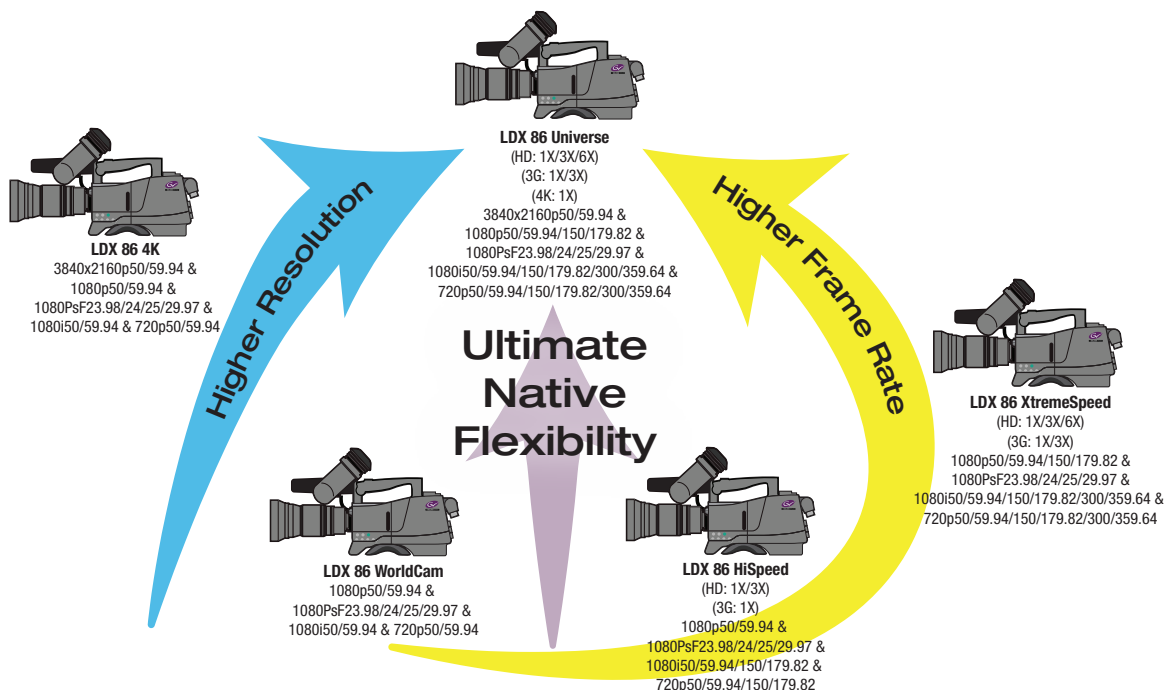 LDX 86 Universe
(HD: 1X/3X/6X)
(3G: 1X/3X)
(4K: 1X)
3840x2160p50/59.94 &
1080p50/59.94/150/179.82 &
1080PsF23.98/24/25/29.97 &
1080i50/59.94/150/179.82/300/359.64 &
720p50/59.94/150/179.82/300/359.64
LDX 86 4K
3840x2160p50/59.94 &
1080p50/59.94 &
1080PsF23.98/24/25/29.97 &
1080i50/59.94 & 720p50/59.94
Higher Resolution
Higher Frame Rate
Ultimate
Native
Flexibility
LDX 86 XtremeSpeed
(HD: 1X/3X/6X)
(3G: 1X/3X)
1080p50/59.94/150/179.82 &
1080PsF23.98/24/25/29.97 &
1080i50/59.94/150/179.82/300/359.64 &
720p50/59.94/150/179.82/300/359.64
LDX 86 WorldCam
1080p50/59.94 &
1080PsF23.98/24/25/29.97 &
1080i50/59.94 & 720p50/59.94
LDX 86 HiSpeed
(HD: 1X/3X)
(3G: 1X)
1080p50/59.94 &
1080PsF23.98/24/25/29.97 &
1080i50/59.94/150/179.82 &
720p50/59.94/150/179.82